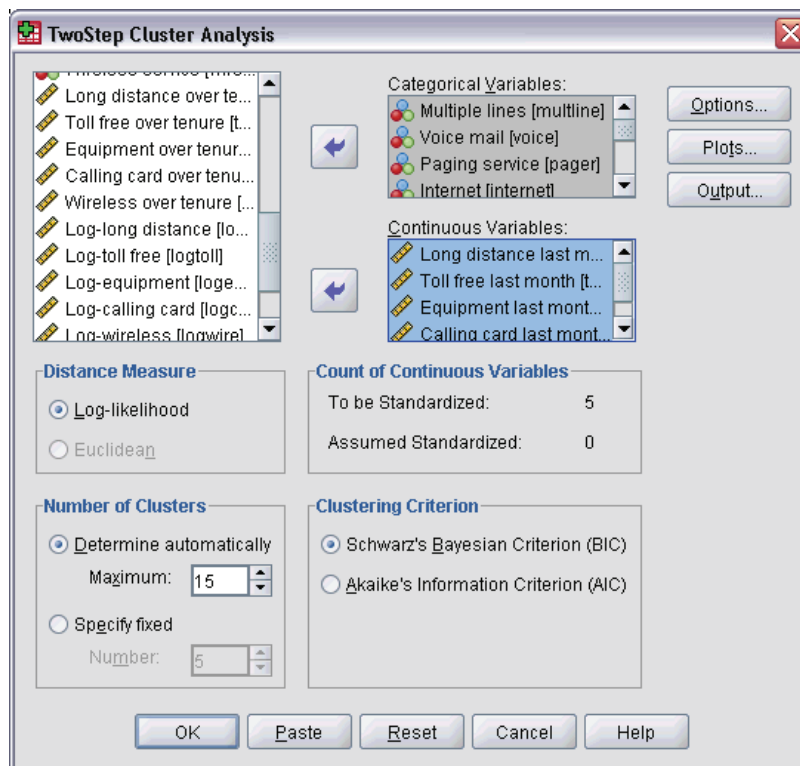 TwoStep Cluster Analysis
Long distance over te...
Toll free over tenure [t...
Equipment over tenur...
Calling card over tenu...
Wireless over tenure [...
Log-long distance [lo...
Log-toll free [logtoll]
Log-equipment [loge...
Log-calling card [logc...
Log-wireless [logwire]
Categorical Variables:
Multiple lines [multline]
Voice mail [voice]
Paging service [pager]
Internet [internet]
Continuous Variables:
Long distance last m...
Toll free last month [t...
Equipment last mont...
Calling card last mont...
Options...
Plots...
Output...
Distance Measure
Log-likelihood
Euclidean
Count of Continuous Variables
To be Standardized: 5
Assumed Standardized: 0
Number of Clusters
Determine automatically
Maximum: 15
Specify fixed
Number: 5
Clustering Criterion
Schwarz's Bayesian Criterion (BIC)
Akaike's Information Criterion (AIC)
OK
Paste
Reset
Cancel
Help